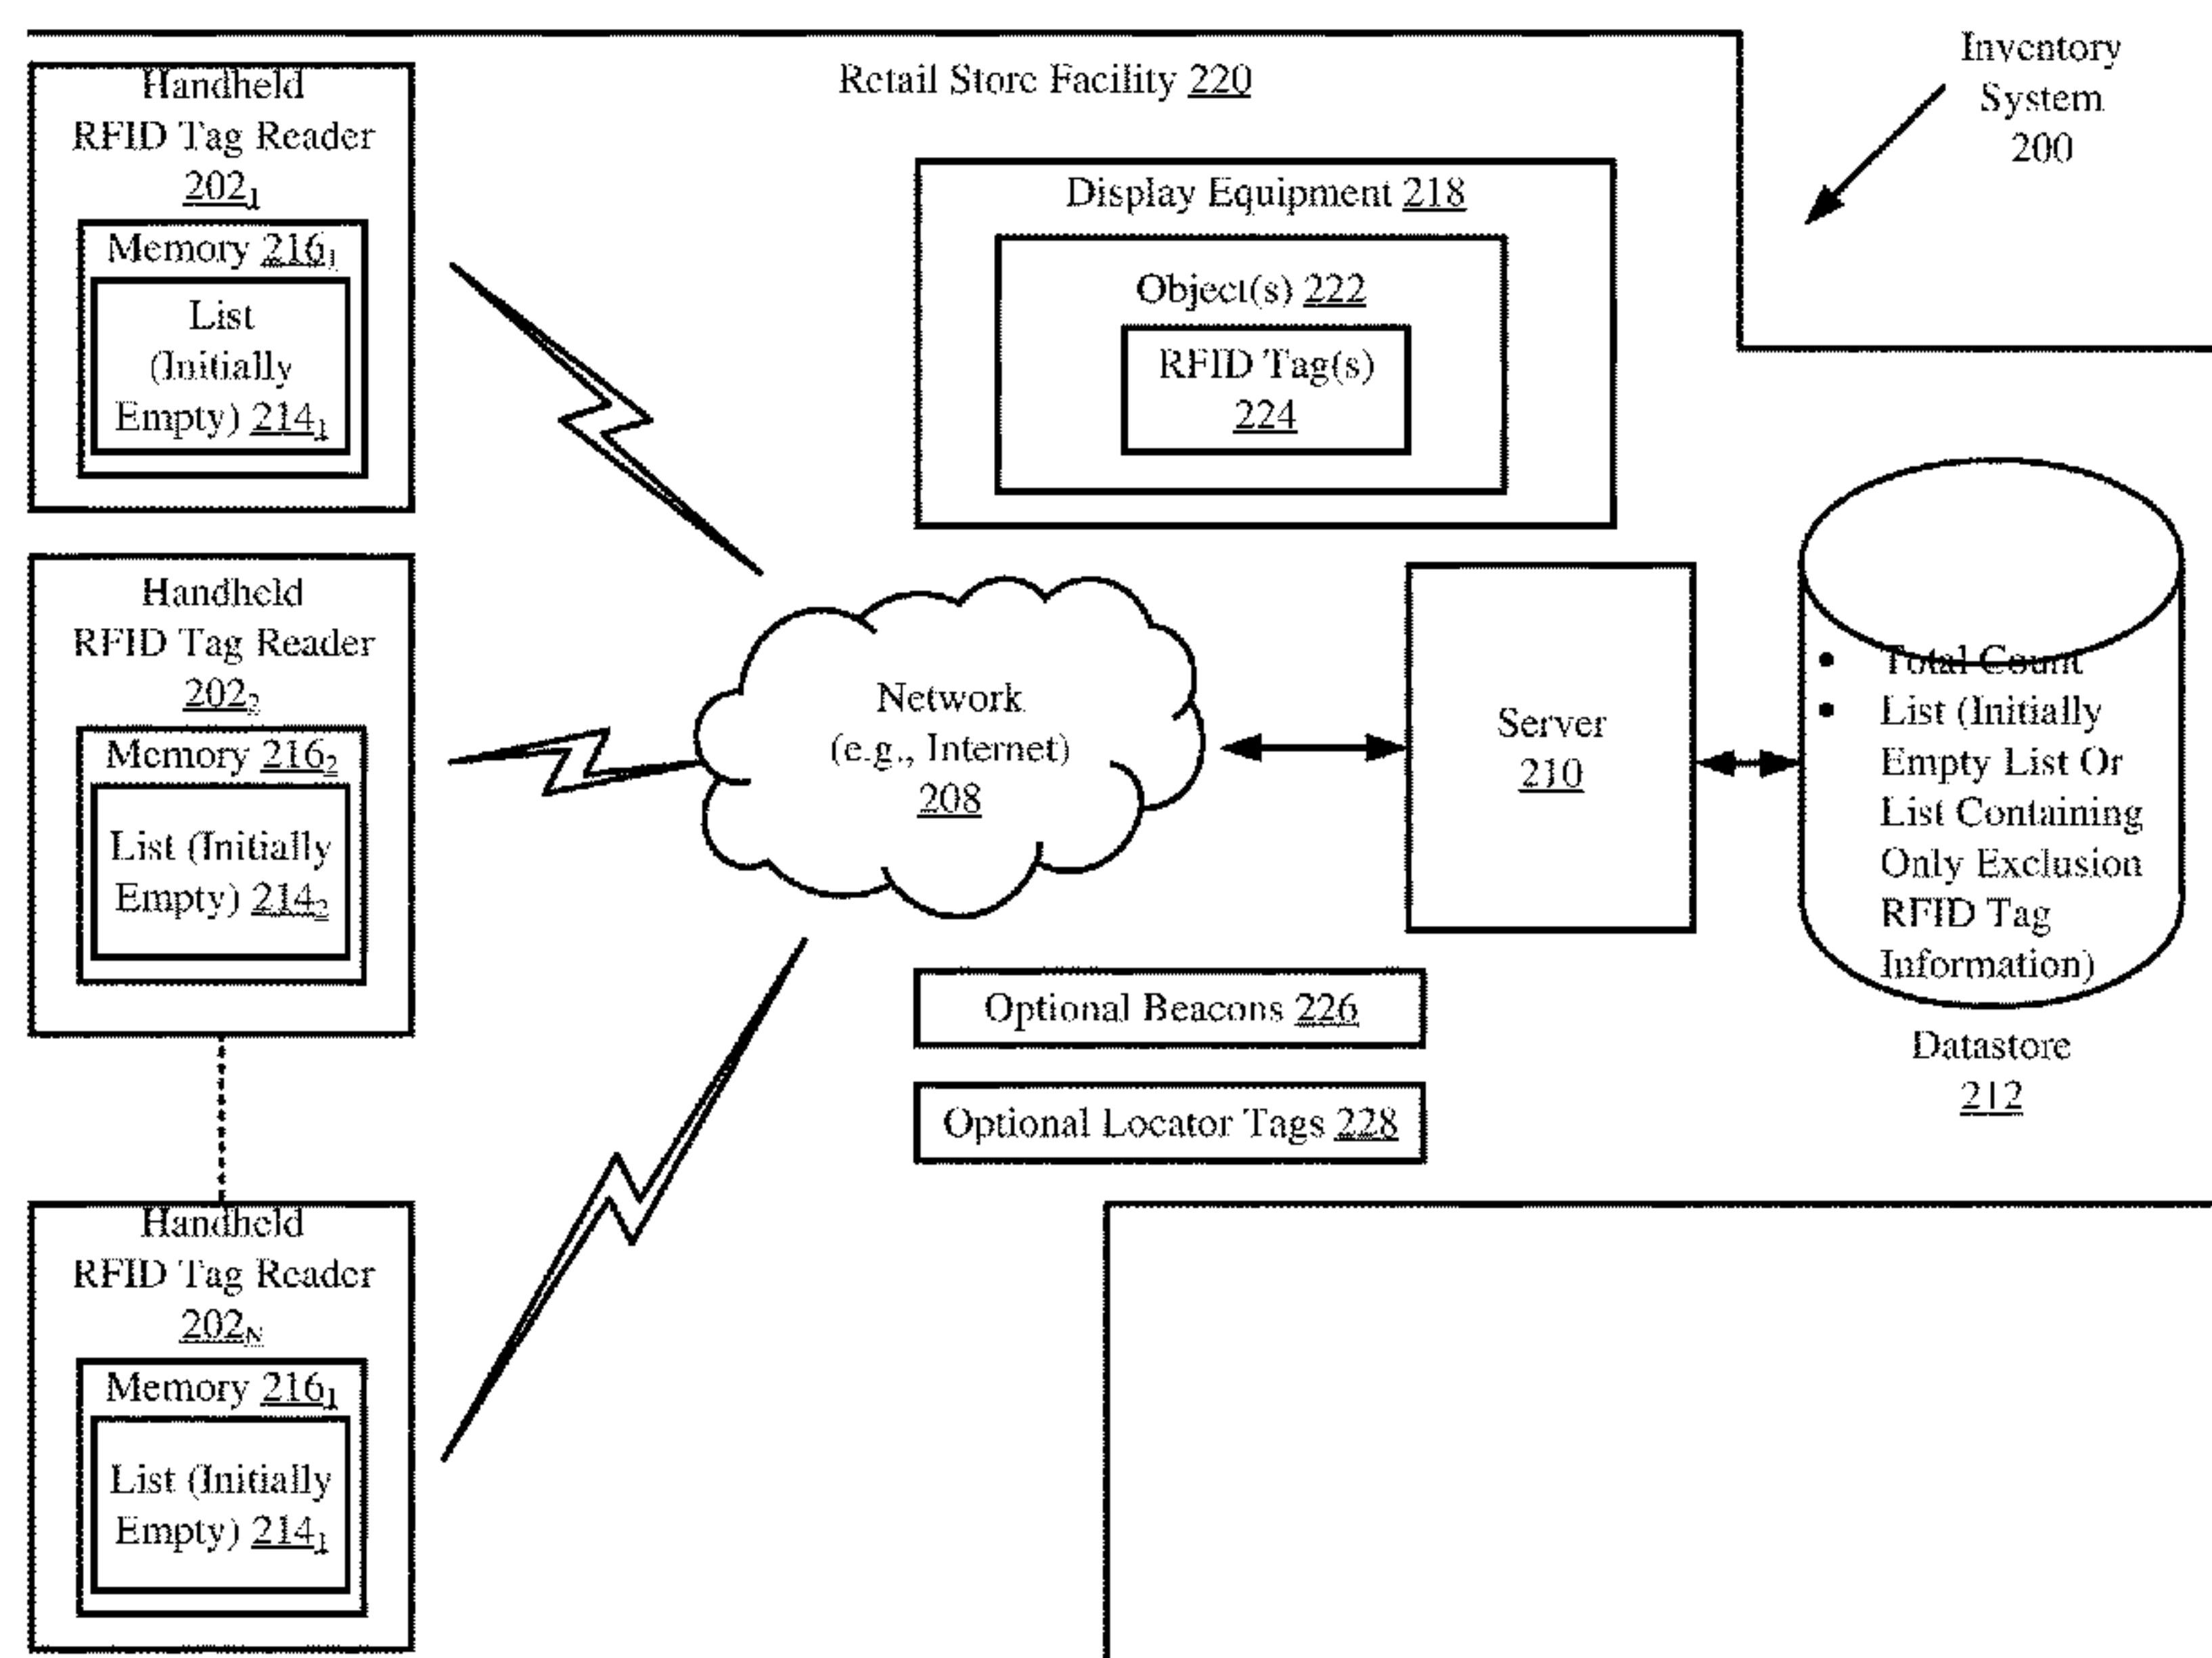 Retail Store Facility 220
Inventory
System
200
Handheld
RFID Tag Reader
202₁
Memory 216₁
List
(Initially
Empty) 214₁
Display Equipment 218
Object(s) 222
RFID Tag(s)
224
Handheld
RFID Tag Reader
202₂
Memory 216₂
List (Initially
Empty) 214₂
Network
(e.g., Internet)
208
Server
210
• Total Count
• List (Initially
Empty List Or
List Containing
Only Exclusion
RFID Tag
Information)
Datastore
212
Optional Beacons 226
Optional Locator Tags 228
Handheld
RFID Tag Reader
202_N
Memory 216₁
List (Initially
Empty) 214₁